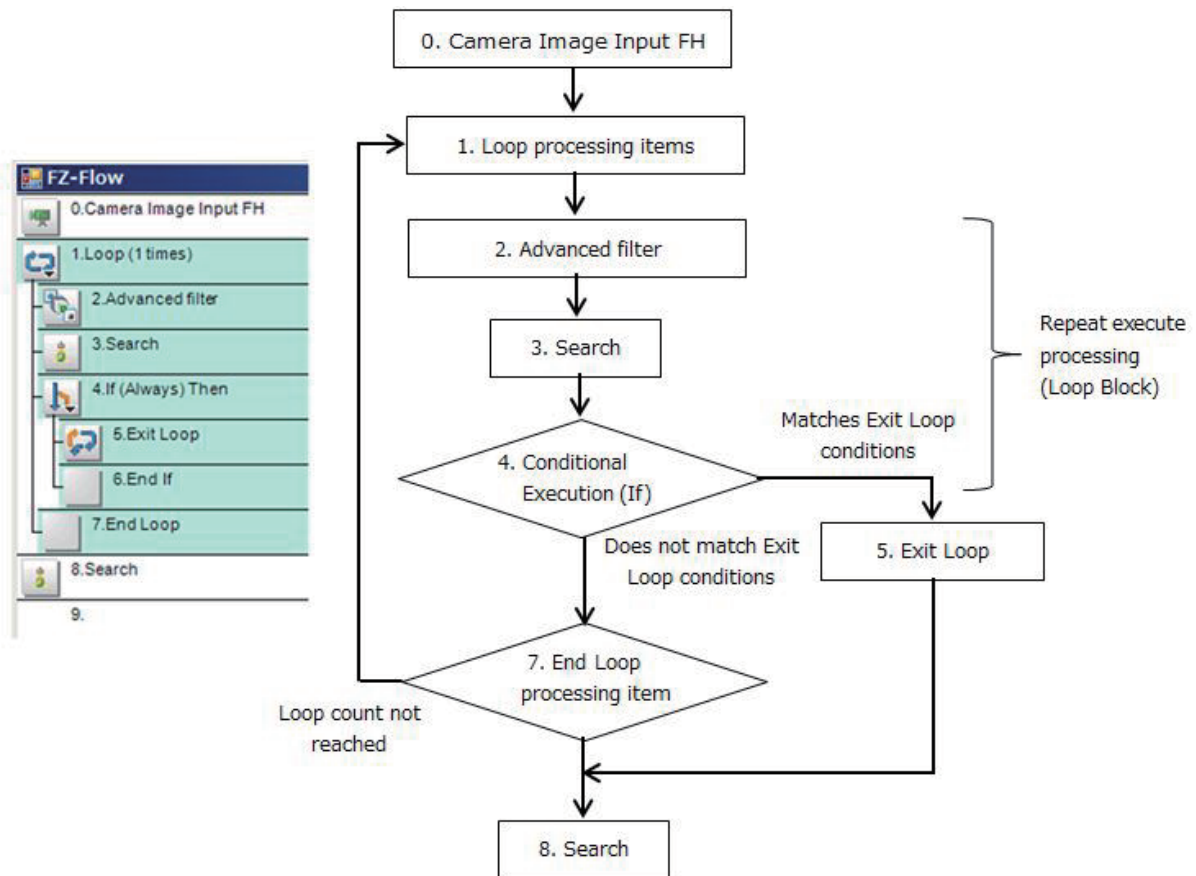 FZ-Flow
0.Camera Image Input FH
1.Loop (1 times)
2.Advanced filter
3.Search
4.If (Always) Then
5.Exit Loop
6.End If
7.End Loop
8.Search
9.
0. Camera Image Input FH
1. Loop processing items
2. Advanced filter
3. Search
4. Conditional
Execution (If)
Matches Exit Loop
conditions
Repeat execute
processing
(Loop Block)
Does not match Exit
Loop conditions
5. Exit Loop
7. End Loop
processing item
Loop count not
reached
8. Search